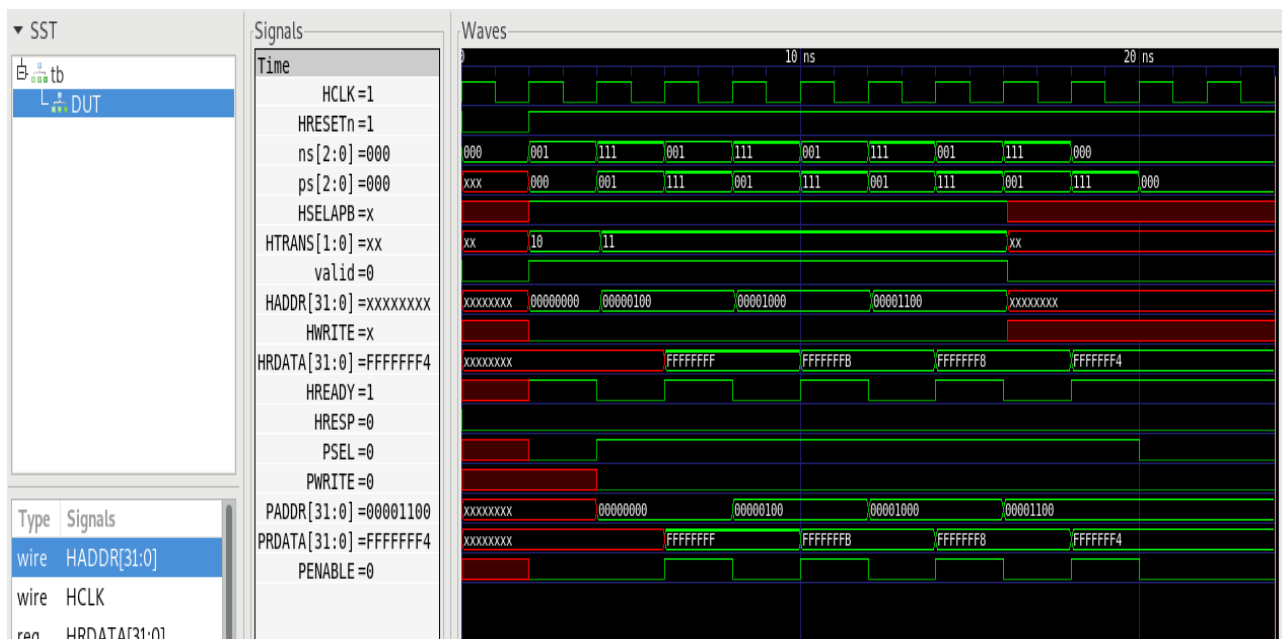 SST
tb
DUT
Type Signals
wire HADDR[31:0]
wire HCLK
reg HRDATA[31:0]
Signals
Waves
Time
0 10 ns 20 ns
HCLK =1
HRESETn =1
ns[2:0] =000 000 001 111 001 111 001 111 001 111 000
ps[2:0] =000 xxx 000 001 111 001 111 001 111 001 111 000
HSELAPB =x
HTRANS[1:0] =xx xx 10 11 xx
valid =0
HADDR[31:0] =xxxxxxxx xxxxxxxx 00000000 00000100 00001000 00001100 xxxxxxxx
HWRITE =x
HRDATA[31:0] =FFFFFFF4 xxxxxxxx FFFFFFFF FFFFFFFB FFFFFFF8 FFFFFFF4
HREADY =1
HRESP =0
PSEL =0
PWRITE =0
PADDR[31:0] =00001100 xxxxxxxx 00000000 00000100 00001000 00001100
PRDATA[31:0] =FFFFFFF4 xxxxxxxx FFFFFFFF FFFFFFFB FFFFFFF8 FFFFFFF4
PENABLE =0